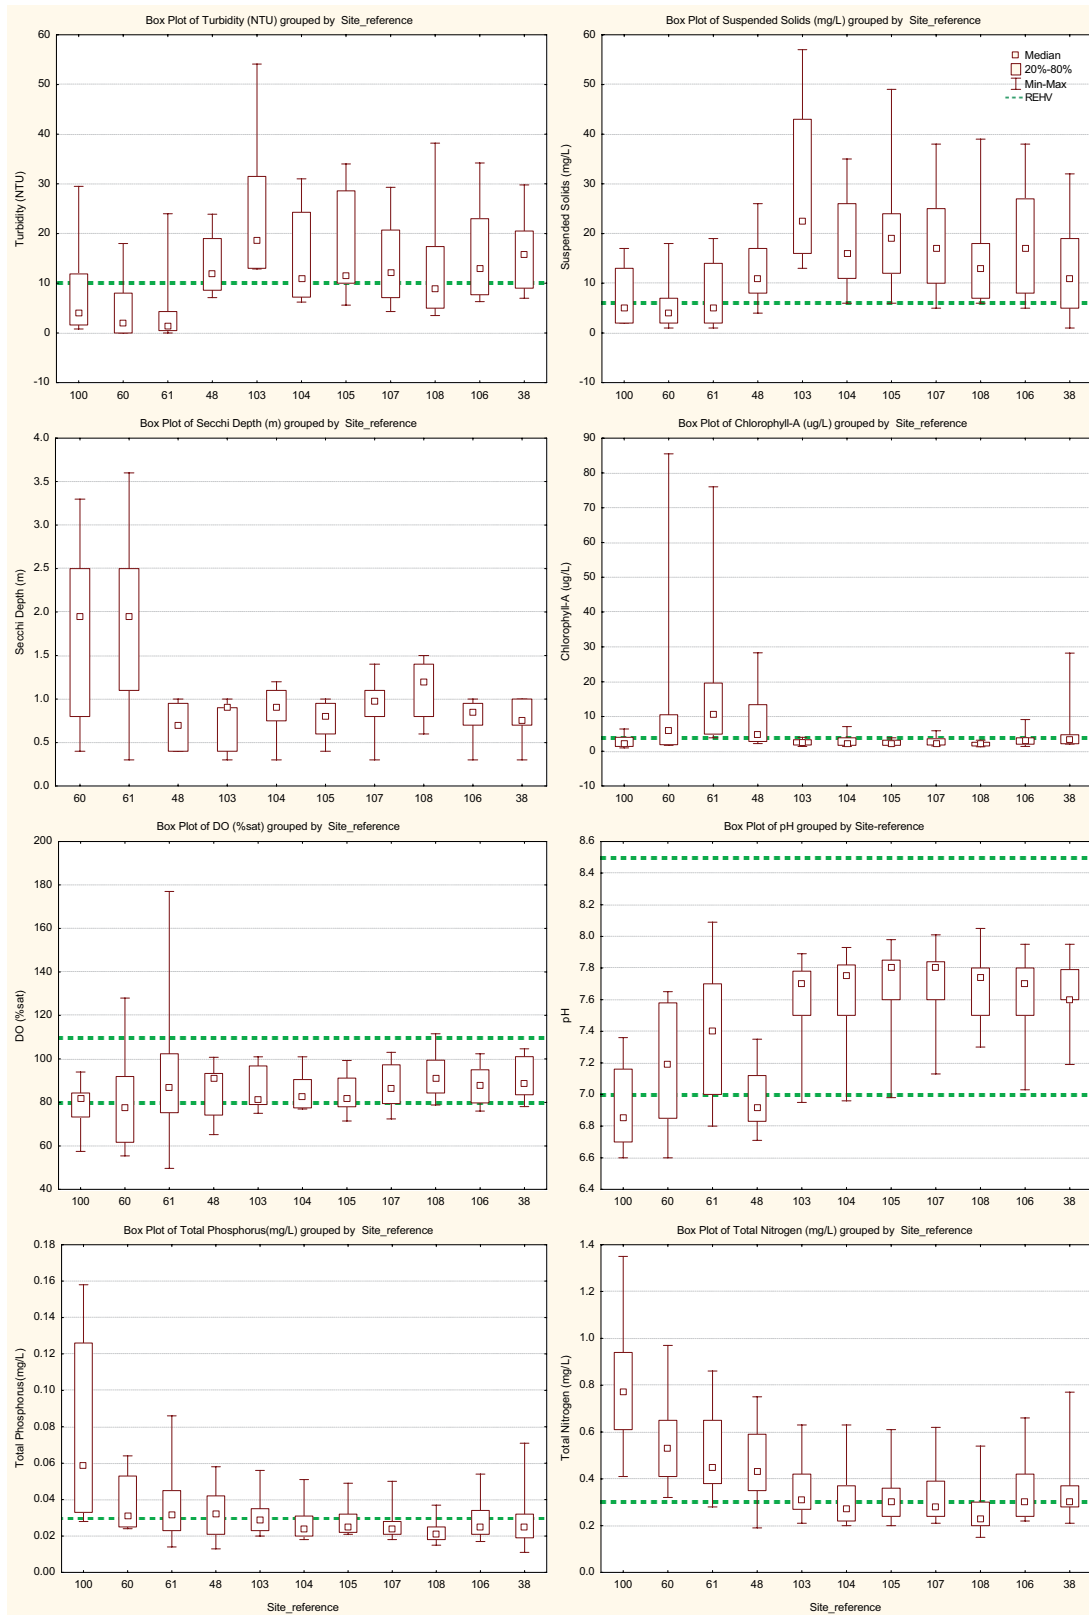 Box Plot of Turbidity (NTU) grouped by Site_reference
60
50
40
30
20
10
0
-10
Turbidity (NTU)
100 60 61 48 103 104 105 107 108 106 38
Box Plot of Suspended Solids (mg/L) grouped by Site_reference
60
50
40
30
20
10
0
-10
Suspended Solids (mg/L)
Median
20%-80%
Min-Max
REHV
100 60 61 48 103 104 105 107 108 106 38
Box Plot of Secchi Depth (m) grouped by Site_reference
4.0
3.5
3.0
2.5
2.0
1.5
1.0
0.5
0.0
Secchi Depth (m)
60 61 48 103 104 105 107 108 106 38
Box Plot of Chlorophyll-A (ug/L) grouped by Site_reference
90
80
70
60
50
40
30
20
10
0
-10
Chlorophyll-A (ug/L)
100 60 61 48 103 104 105 107 108 106 38
Box Plot of DO (%sat) grouped by Site_reference
200
180
160
140
120
100
80
60
40
DO (%sat)
100 60 61 48 103 104 105 107 108 106 38
Box Plot of pH grouped by Site-reference
8.6
8.4
8.2
8.0
7.8
7.6
7.4
7.2
7.0
6.8
6.6
6.4
pH
100 60 61 48 103 104 105 107 108 106 38
Box Plot of Total Phosphorus(mg/L) grouped by Site_reference
0.18
0.16
0.14
0.12
0.10
0.08
0.06
0.04
0.02
0.00
Total Phosphorus(mg/L)
100 60 61 48 103 104 105 107 108 106 38
Site_reference
Box Plot of Total Nitrogen (mg/L) grouped by Site_reference
1.4
1.2
1.0
0.8
0.6
0.4
0.2
0.0
Total Nitrogen (mg/L)
100 60 61 48 103 104 105 107 108 106 38
Site_reference